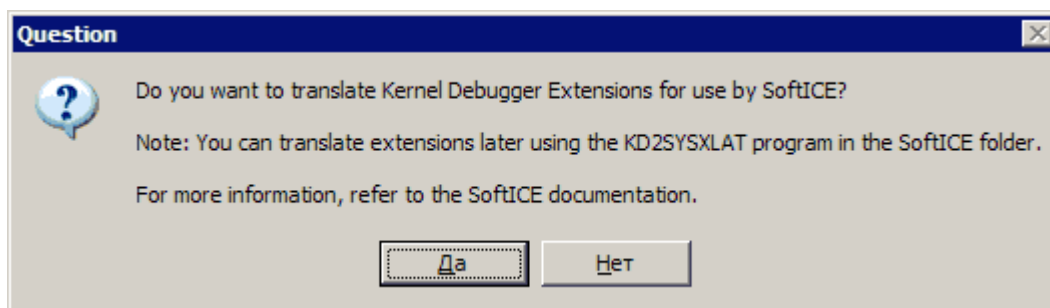 Question
Do you want to translate Kernel Debugger Extensions for use by SoftICE?
Note: You can translate extensions later using the KD2SYSXLAT program in the SoftICE folder.
For more information, refer to the SoftICE documentation.
Да Нет